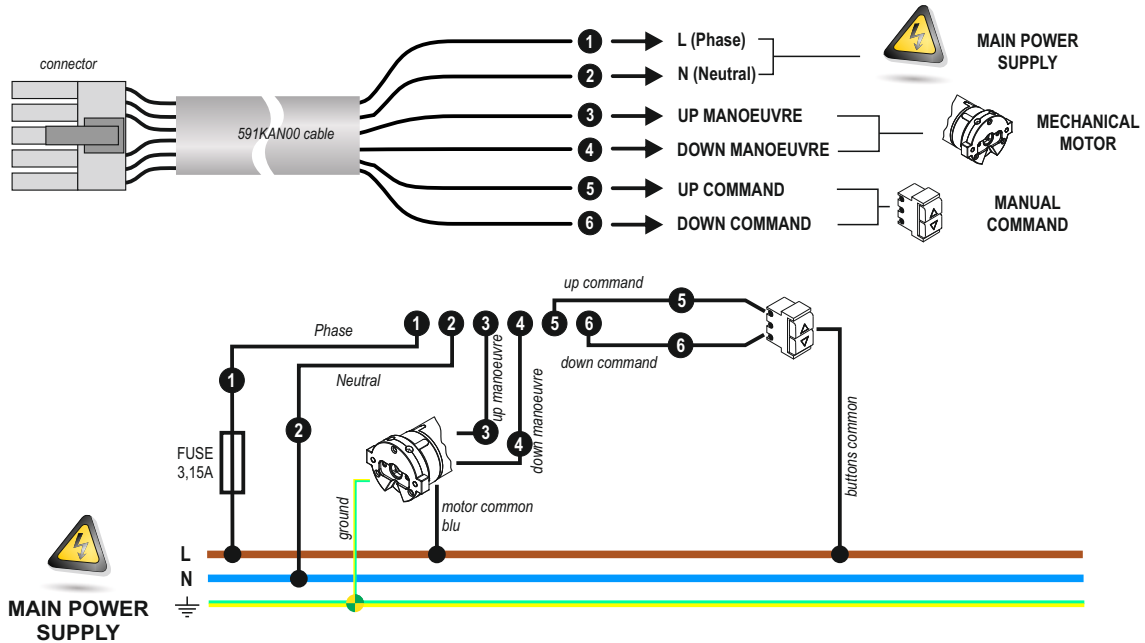 connector
591KAN00 cable
1 L (Phase)
2 N (Neutral)
3 UP MANOEUVRE
4 DOWN MANOEUVRE
5 UP COMMAND
6 DOWN COMMAND
MAIN POWER
SUPPLY
MECHANICAL
MOTOR
MANUAL
COMMAND
up command
5
Phase
1 2 3 4 5 6
6
down command
Neutral
1
2
up manoeuvre
3
down manoeuvre
4
FUSE
3,15A
ground
motor common
blu
buttons common
L
N
MAIN POWER
SUPPLY